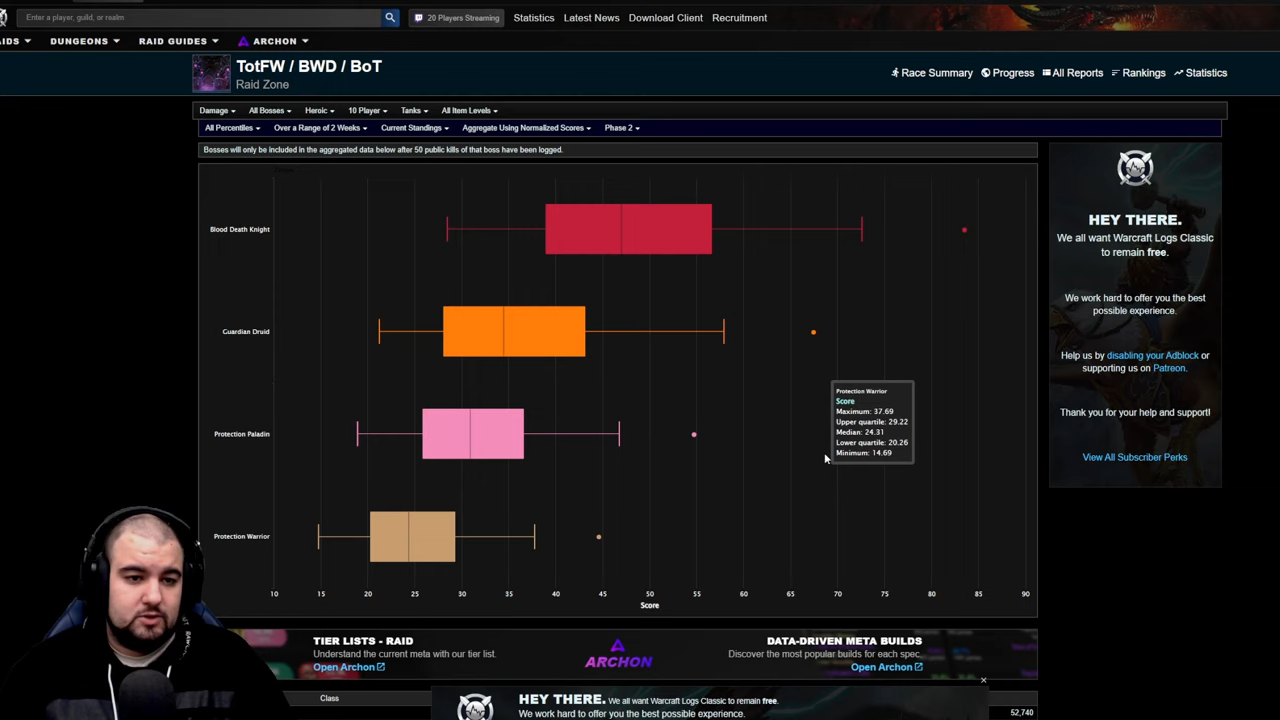 Enter a player, guild, or realm
20 Players Streaming
Statistics
Latest News
Download Client
Recruitment
AIDS
DUNGEONS
RAID GUIDES
ARCHON
TotFW / BWD / BoT
Raid Zone
Race Summary
Progress
All Reports
Rankings
Statistics
Damage
All Bosses
Heroic
10 Player
Tanks
All Item Levels
All Percentiles
Over a Range of 2 Weeks
Current Standings
Aggregate Using Normalized Scores
Phase 2
Bosses will only be included in the aggregated data below after 50 public kills of that boss have been logged.
Blood Death Knight
Guardian Druid
Protection Paladin
Protection Warrior
Protection Warrior
Score
Maximum: 37.69
Upper quartile: 29.22
Median: 24.31
Lower quartile: 20.26
Minimum: 14.69
10 15 20 25 30 35 40 45 50 55 60 65 70 75 80 85 90
Score
HEY THERE.
We all want Warcraft Logs Classic
to remain free.
We work hard to offer you the best
possible experience.
Help us by disabling your Adblock or
supporting us on Patreon.
Thank you for your help and support!
View All Subscriber Perks
TIER LISTS - RAID
Understand the current meta with our tier list.
Open Archon
ARCHON
DATA-DRIVEN META BUILDS
Discover the most popular builds for each spec.
Open Archon
Class
HEY THERE. We all want Warcraft Logs Classic to remain free.
We work hard to offer you the best possible experience.
52,740